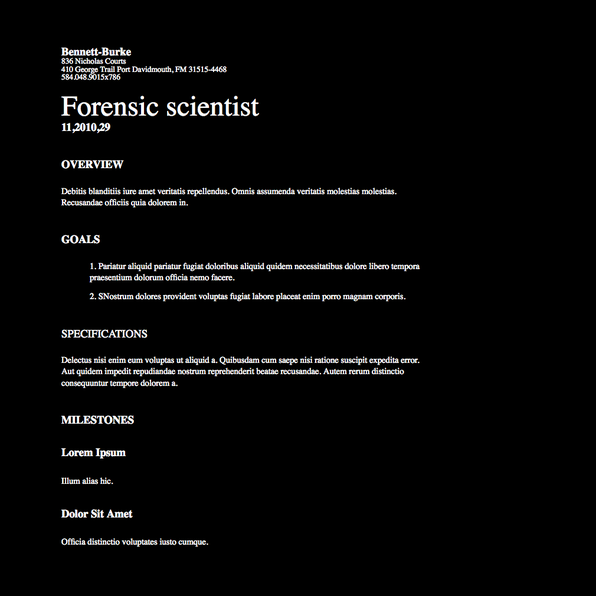 Bennett-Burke
836 Nicholas Courts
410 George Trail Port Davidmouth, FM 31515-4468
584.048.9015x786
Forensic scientist
11,2010,29
OVERVIEW
Debitis blanditiis iure amet veritatis repellendus. Omnis assumenda veritatis molestias molestias.
Recusandae officiis quia dolorem in.
GOALS
1. Pariatur aliquid pariatur fugiat doloribus aliquid quidem necessitatibus dolore libero tempora
praesentium dolorum officia nemo facere.
2. SNostrum dolores provident voluptas fugiat labore placeat enim porro magnam corporis.
SPECIFICATIONS
Delectus nisi enim eum voluptas ut aliquid a. Quibusdam cum saepe nisi ratione suscipit expedita error.
Aut quidem impedit repudiandae nostrum reprehenderit beatae recusandae. Autem rerum distinctio
consequuntur tempore dolorem a.
MILESTONES
Lorem Ipsum
Illum alias hic.
Dolor Sit Amet
Officia distinctio voluptates iusto cumque.